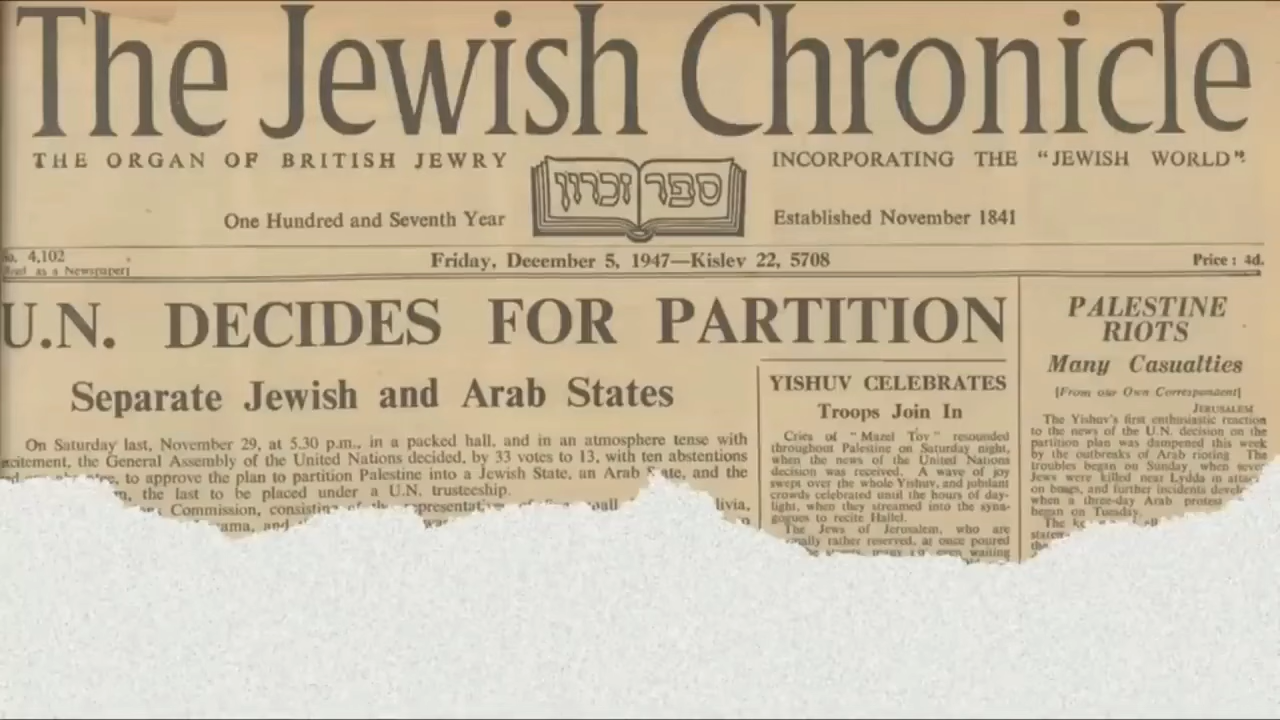 The Jewish Chronicle
THE ORGAN OF BRITISH JEWRY
ספר זכרון
INCORPORATING THE "JEWISH WORLD"
One Hundred and Seventh Year
Established November 1841
4,102
as a Newspaper]
Friday, December 5, 1947—Kislev 22, 5708
Price: 4d.
U.N. DECIDES FOR PARTITION
Separate Jewish and Arab States
On Saturday last, November 29, at 5.30 p.m., in a packed hall, and in an atmosphere tense with
the General Assembly of the United Nations decided, by 33 votes to 13, with ten abstentions
to approve the plan to partition Palestine into a Jewish State, an Arab and the
the last to be placed under a U.N. trusteeship.
Commission,
and
YISHUV CELEBRATES
Troops Join In
Cries of "Mazel Tov" resounded
throughout Palestine on Saturday night,
when the news of the United Nations
decision was received. A wave of joy
swept over the whole Yishuv, and jubilant
crowds celebrated until the hours of day-
light, when they streamed into the syna-
gogues to recite Hallel.
The Jews of Jerusalem, who are
rather reserved, at once poured
even waiting
PALESTINE
RIOTS
Many Casualties
[From our Own Correspondent]
JERUSALEM
The Yishuv's first enthusiastic reaction
to the news of the U.N. decision on the
partition plan was dampened this week
by the outbreaks of Arab rioting The
troubles began on Sunday, when
Jews were killed near Lydda in
on buses, and further incidents
when a three-day Arab
began on Tuesday.
The